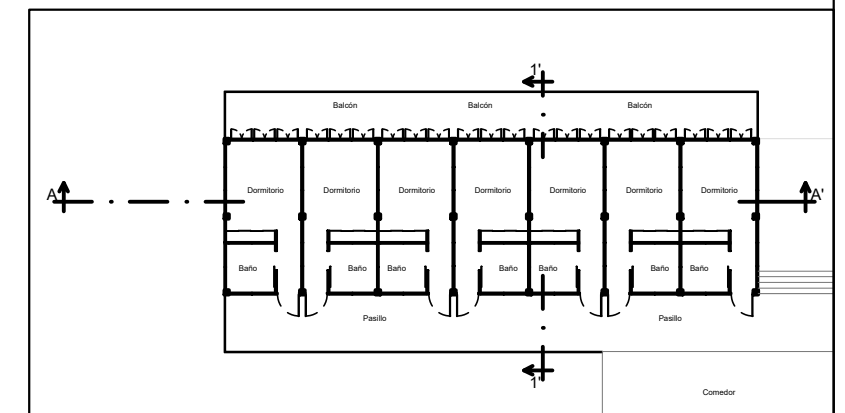 1'
Balcón Balcón Balcón
A Dormitorio Dormitorio Dormitorio Dormitorio Dormitorio Dormitorio Dormitorio A'
Baño Baño Baño Baño Baño Baño Baño
Pasillo Pasillo
1'
Comedor